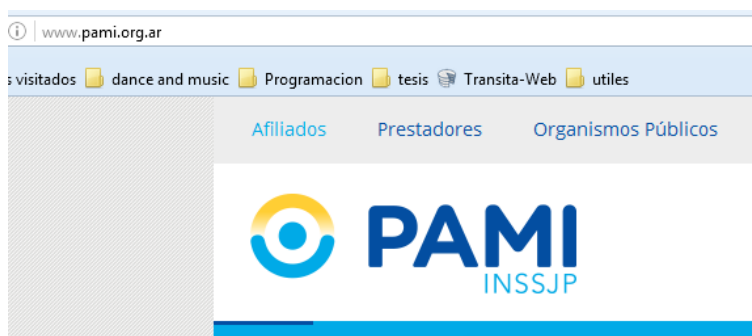 www.pami.org.ar
s visitados dance and music Programacion tesis Transita-Web utiles
Afiliados Prestadores Organismos Públicos
PAMI
INSSJP